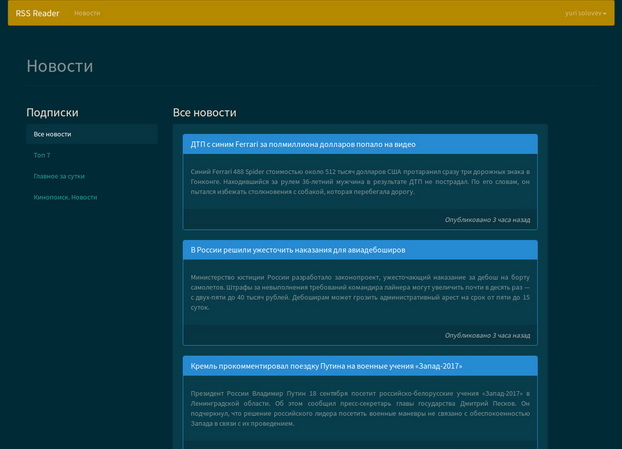 RSS Reader
Новости
yuri solovev
Новости
Подписки
Все новости
Топ 7
Главное за сутки
Кинопоиск. Новости
Все новости
ДТП с синим Ferrari за полмиллиона долларов попало на видео
Синий Ferrari 488 Spider стоимостью около 512 тысяч долларов США протаранил сразу три дорожных знака в
Гонконге. Находившийся за рулем 36-летний мужчина в результате ДТП не пострадал. По его словам, он
пытался избежать столкновения с собакой, которая перебегала дорогу.
Опубликовано 3 часа назад
В России решили ужесточить наказания для авиадебоширов
Министерство юстиции России разработало законопроект, ужесточающий наказание за дебош на борту
самолетов. Штрафы за невыполнения требований командира лайнера могут увеличить почти в десять раз —
с двух-пяти до 40 тысяч рублей. Дебоширам может грозить административный арест на срок от пяти до 15
суток.
Опубликовано 3 часа назад
Кремль прокомментировал поездку Путина на военные учения «Запад-2017»
Президент России Владимир Путин 18 сентября посетит российско-белорусские учения «Запад-2017» в
Ленинградской области. Об этом сообщил пресс-секретарь главы государства Дмитрий Песков. Он
подчеркнул, что решение российского лидера посетить военные маневры не связано с обеспокоенностью
Запада в связи с их проведением.